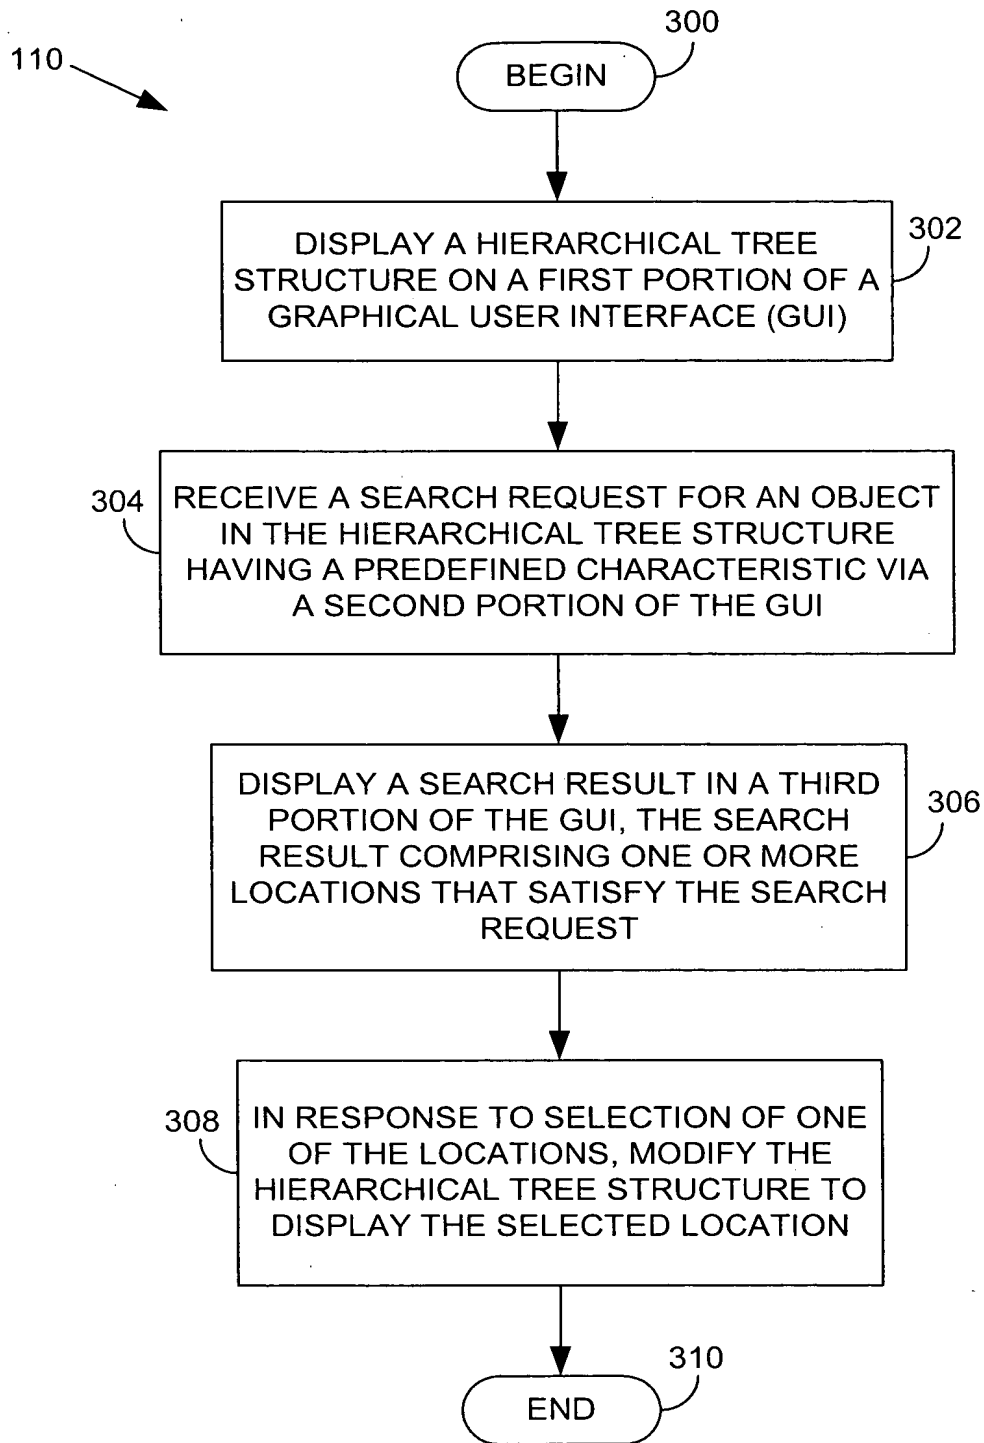 300
110
BEGIN
302
DISPLAY A HIERARCHICAL TREE
STRUCTURE ON A FIRST PORTION OF A
GRAPHICAL USER INTERFACE (GUI)
304
RECEIVE A SEARCH REQUEST FOR AN OBJECT
IN THE HIERARCHICAL TREE STRUCTURE
HAVING A PREDEFINED CHARACTERISTIC VIA
A SECOND PORTION OF THE GUI
306
DISPLAY A SEARCH RESULT IN A THIRD
PORTION OF THE GUI, THE SEARCH
RESULT COMPRISING ONE OR MORE
LOCATIONS THAT SATISFY THE SEARCH
REQUEST
308
IN RESPONSE TO SELECTION OF ONE
OF THE LOCATIONS, MODIFY THE
HIERARCHICAL TREE STRUCTURE TO
DISPLAY THE SELECTED LOCATION
310
END